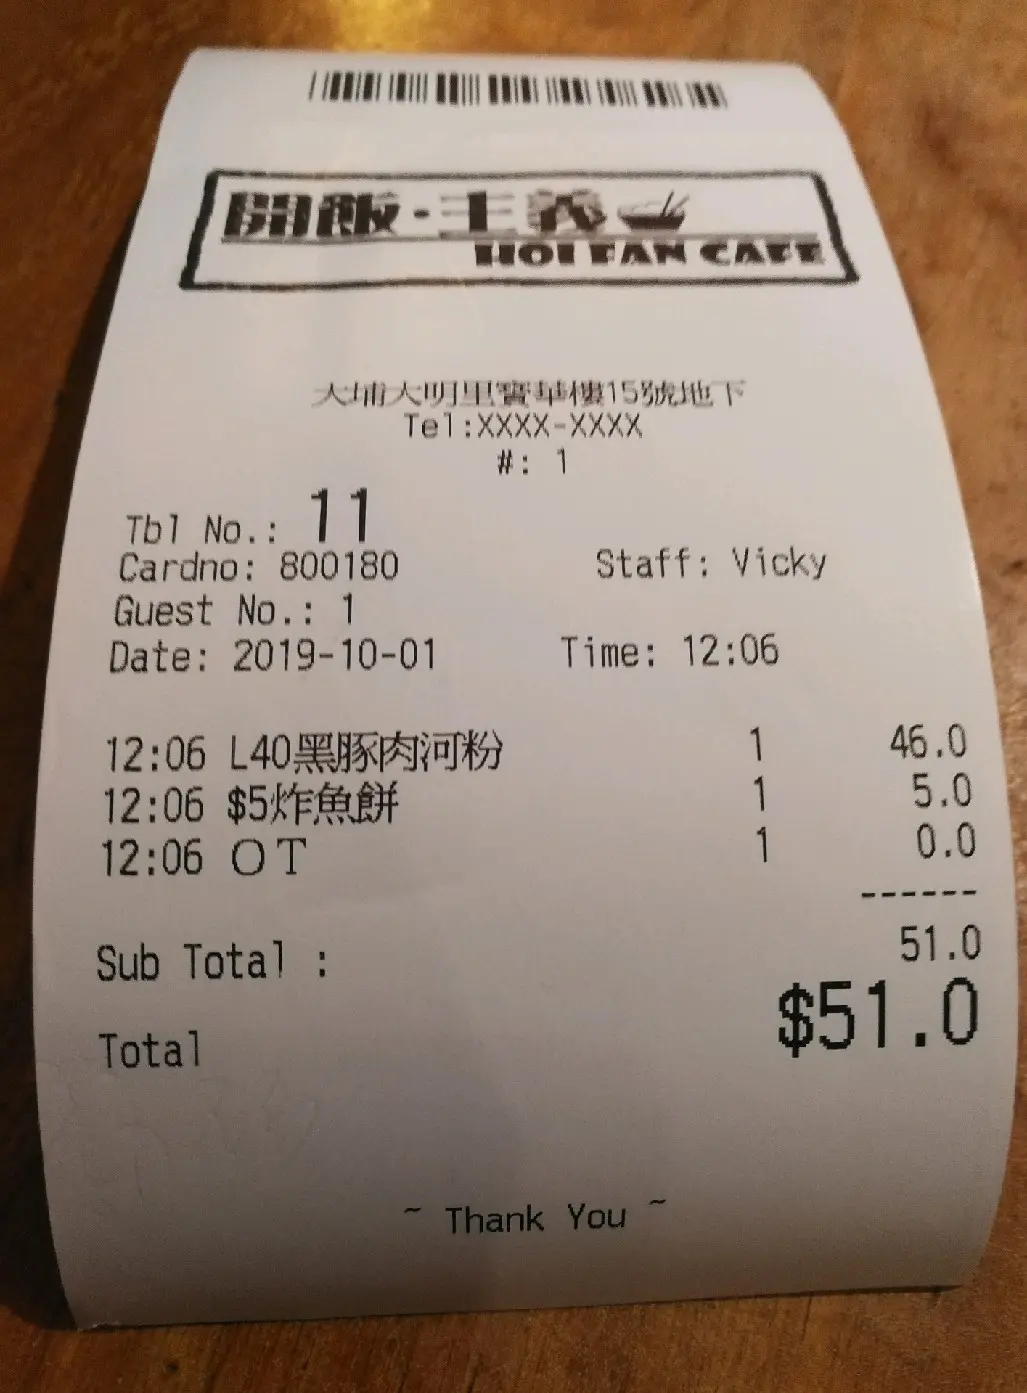 開飯·主義
HOI FAN CAFE
大埔大明里寶華樓15號地下
Tel:XXXX-XXXX
#: 1
Tbl No.: 11
Cardno: 800180 Staff: Vicky
Guest No.: 1
Date: 2019-10-01 Time: 12:06
12:06 L40黑豚肉河粉 1 46.0
12:06 $5炸魚餅 1 5.0
12:06 ＯＴ 1 0.0
------
Sub Total : 51.0
Total $51.0
~ Thank You ~